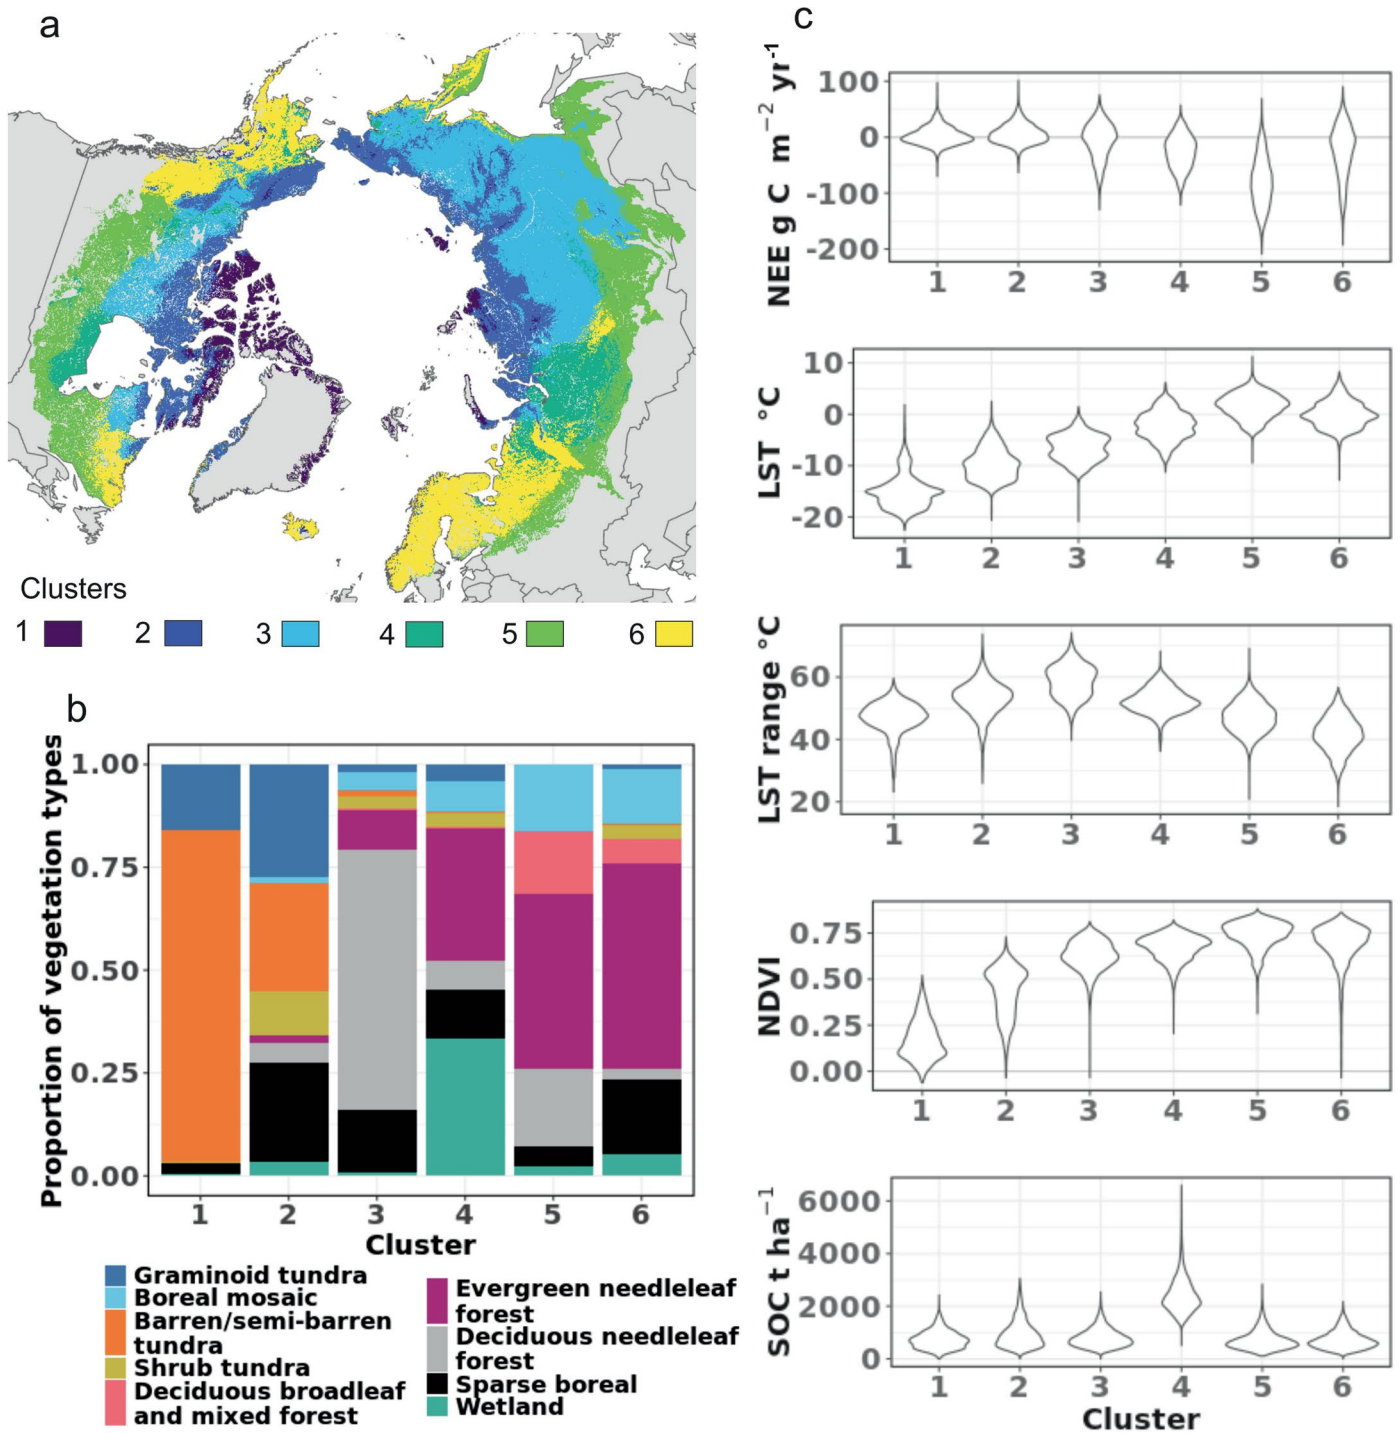 a
Clusters
1 2 3 4 5 6
b
Proportion of vegetation types
1.00
0.75
0.50
0.25
0.00
1 2 3 4 5 6
Cluster
Graminoid tundra
Boreal mosaic
Barren/semi-barren
tundra
Shrub tundra
Deciduous broadleaf
and mixed forest
Evergreen needleleaf
forest
Deciduous needleleaf
forest
Sparse boreal
Wetland
c
NEE g C m⁻² yr⁻¹
100
0
-100
-200
1 2 3 4 5 6
LST °C
10
0
-10
-20
1 2 3 4 5 6
LST range °C
60
40
20
1 2 3 4 5 6
NDVI
0.75
0.50
0.25
0.00
1 2 3 4 5 6
SOC t ha⁻¹
6000
4000
2000
0
1 2 3 4 5 6
Cluster